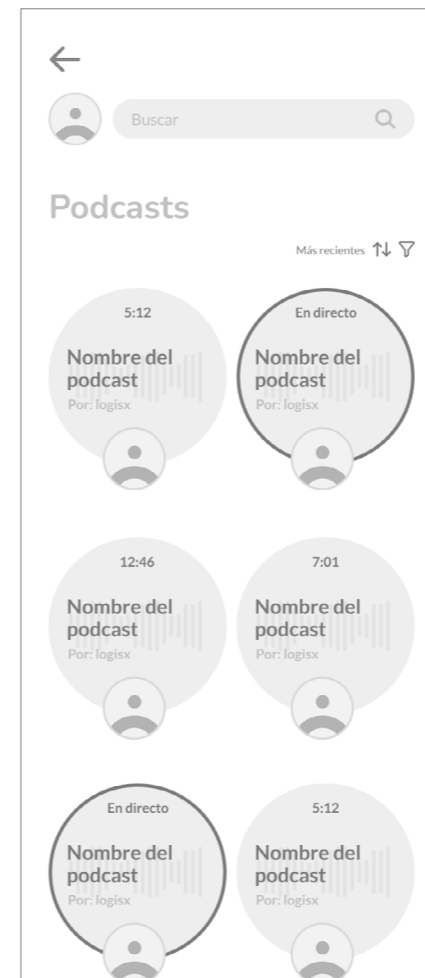 Buscar
Podcasts
Más recientes
5:12
Nombre del
podcast
Por: logisx
En directo
Nombre del
podcast
Por: logisx
12:46
Nombre del
podcast
Por: logisx
7:01
Nombre del
podcast
Por: logisx
En directo
Nombre del
podcast
Por: logisx
5:12
Nombre del
podcast
Por: logisx